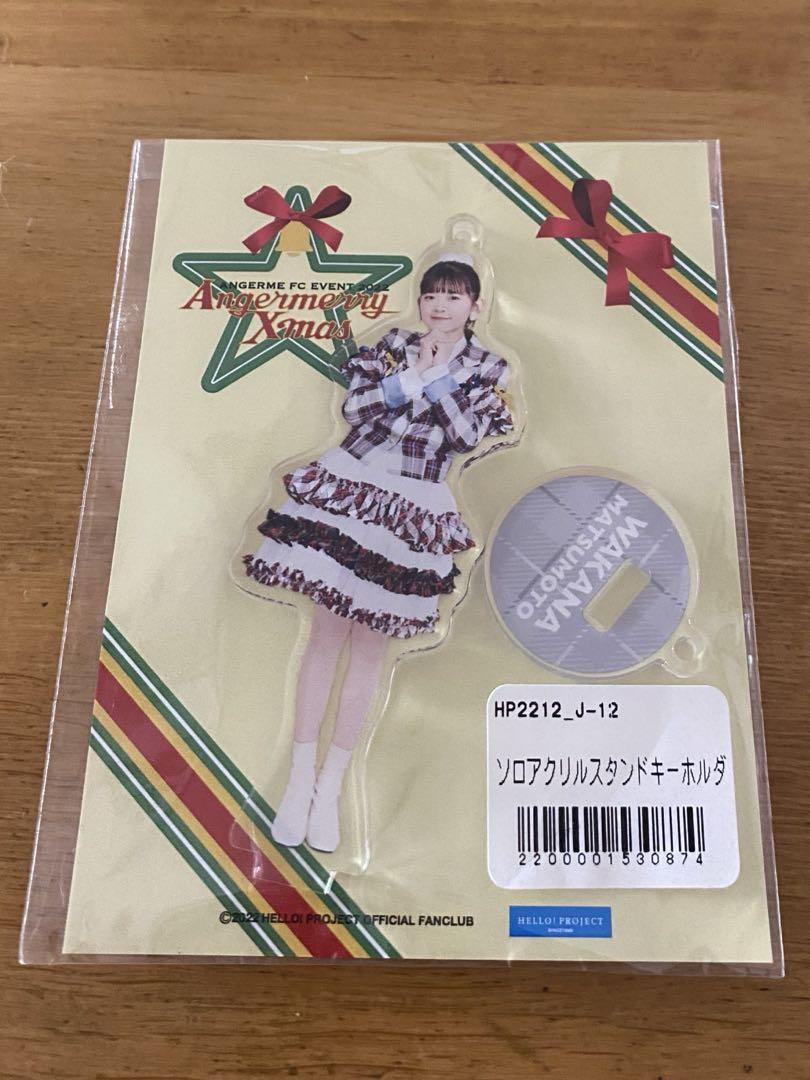 ANGERME FC EVENT 2022
Angermerry
Xmas
WAKANA
MATSUMOTO
HP2212_J-12
ソロアクリルスタンドキーホルダ
2200001530874
©2022 HELLO! PROJECT OFFICIAL FANCLUB
HELLO! PROJECT